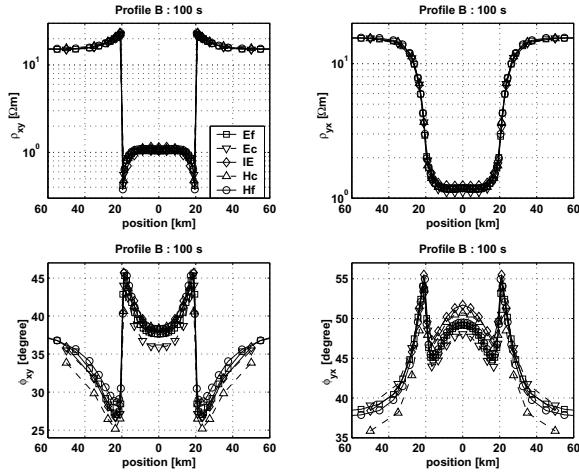 Profile B : 100 s
Profile B : 100 s
10¹
10⁰
ρxy [Ωm]
Ef
Ec
IE
Hc
Hf
60 40 20 0 20 40 60
position [km]
10¹
10⁰
ρyx [Ωm]
60 40 20 0 20 40 60
position [km]
Profile B : 100 s
Profile B : 100 s
45
40
35
30
25
ϕxy [degree]
60 40 20 0 20 40 60
position [km]
55
50
45
40
35
ϕyx [degree]
60 40 20 0 20 40 60
position [km]